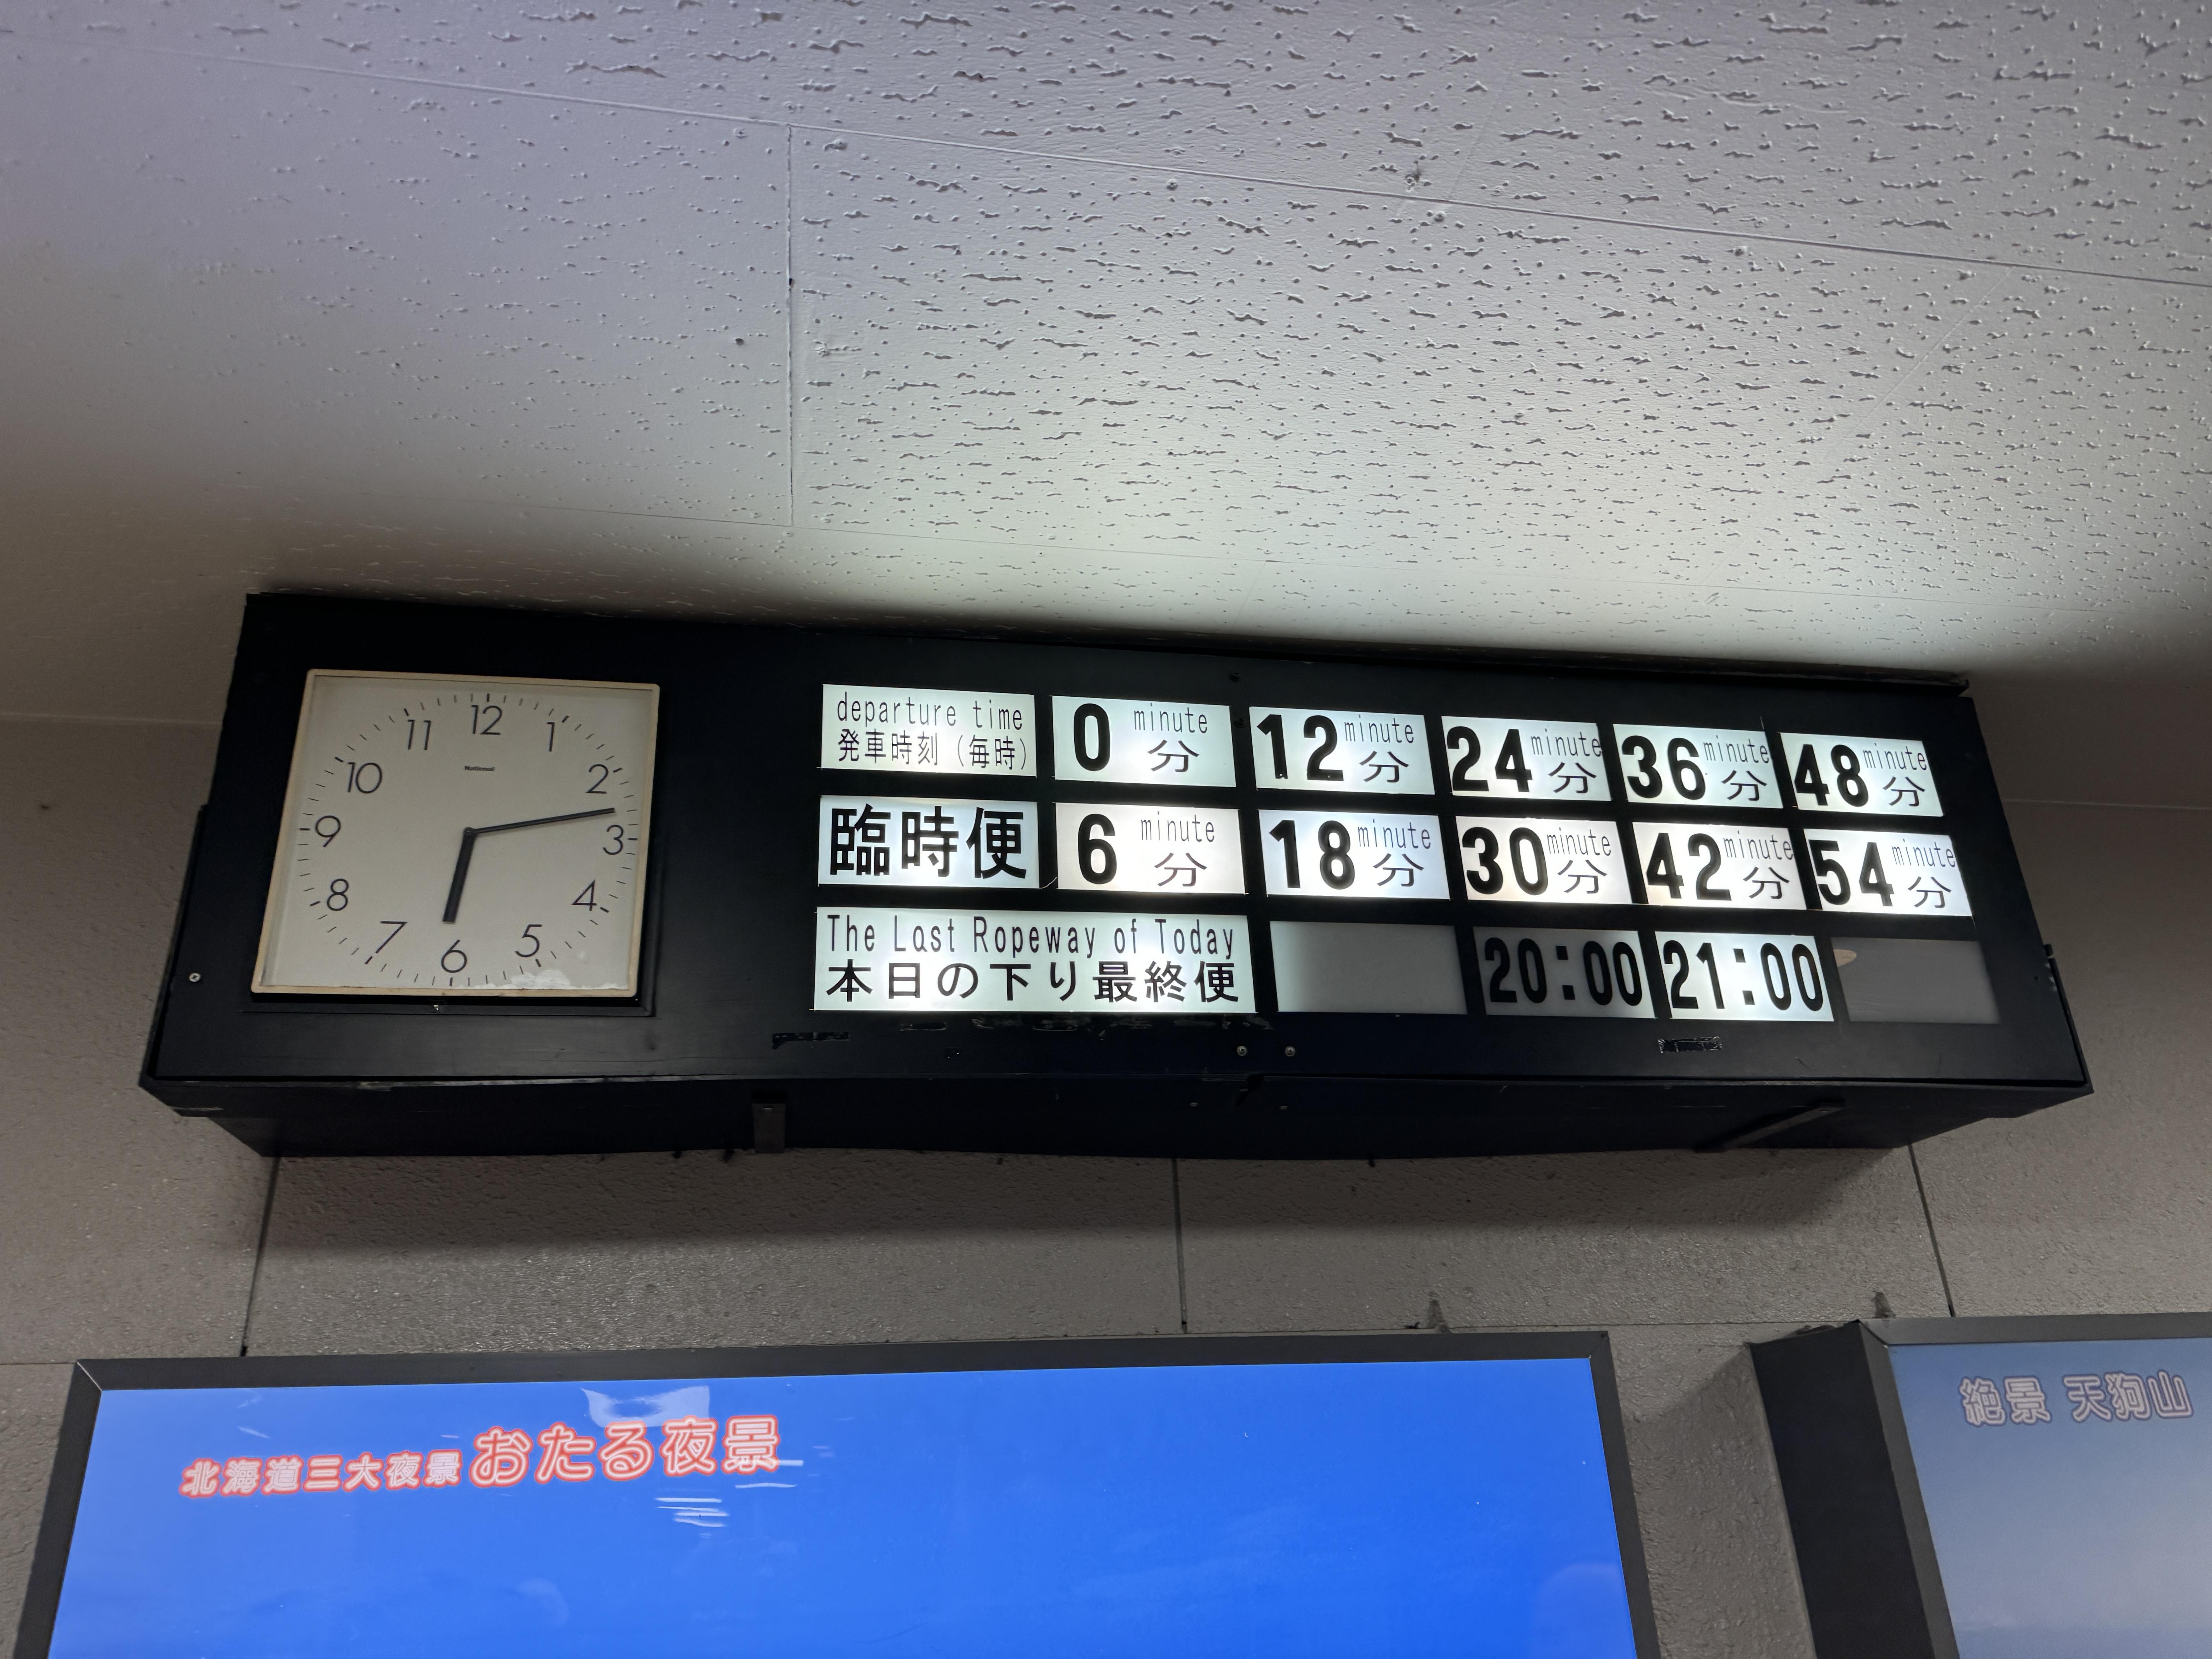 12
11
1
10
2
9
3
8
4
7
5
6
National
departure time
発車時刻（毎時）
0 minute 分
12 minute 分
24 minute 分
36 minute 分
48 minute 分
臨時便
6 minute 分
18 minute 分
30 minute 分
42 minute 分
54 minute 分
The Last Ropeway of Today
本日の下り最終便
20:00
21:00
北海道三大夜景 おたる夜景
絶景 天狗山